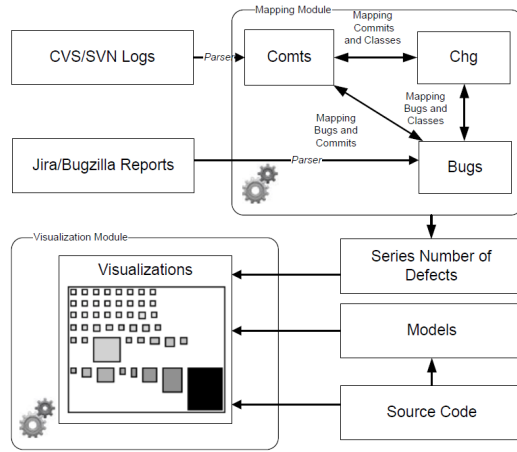 Mapping Module
CVS/SVN Logs
Parser
Comts
Mapping
Commits
and Classes
Chg
Mapping
Bugs and
Commits
Mapping
Bugs and
Classes
Jira/Bugzilla Reports
Parser
Bugs
Visualization Module
Visualizations
Series Number of
Defects
Models
Source Code